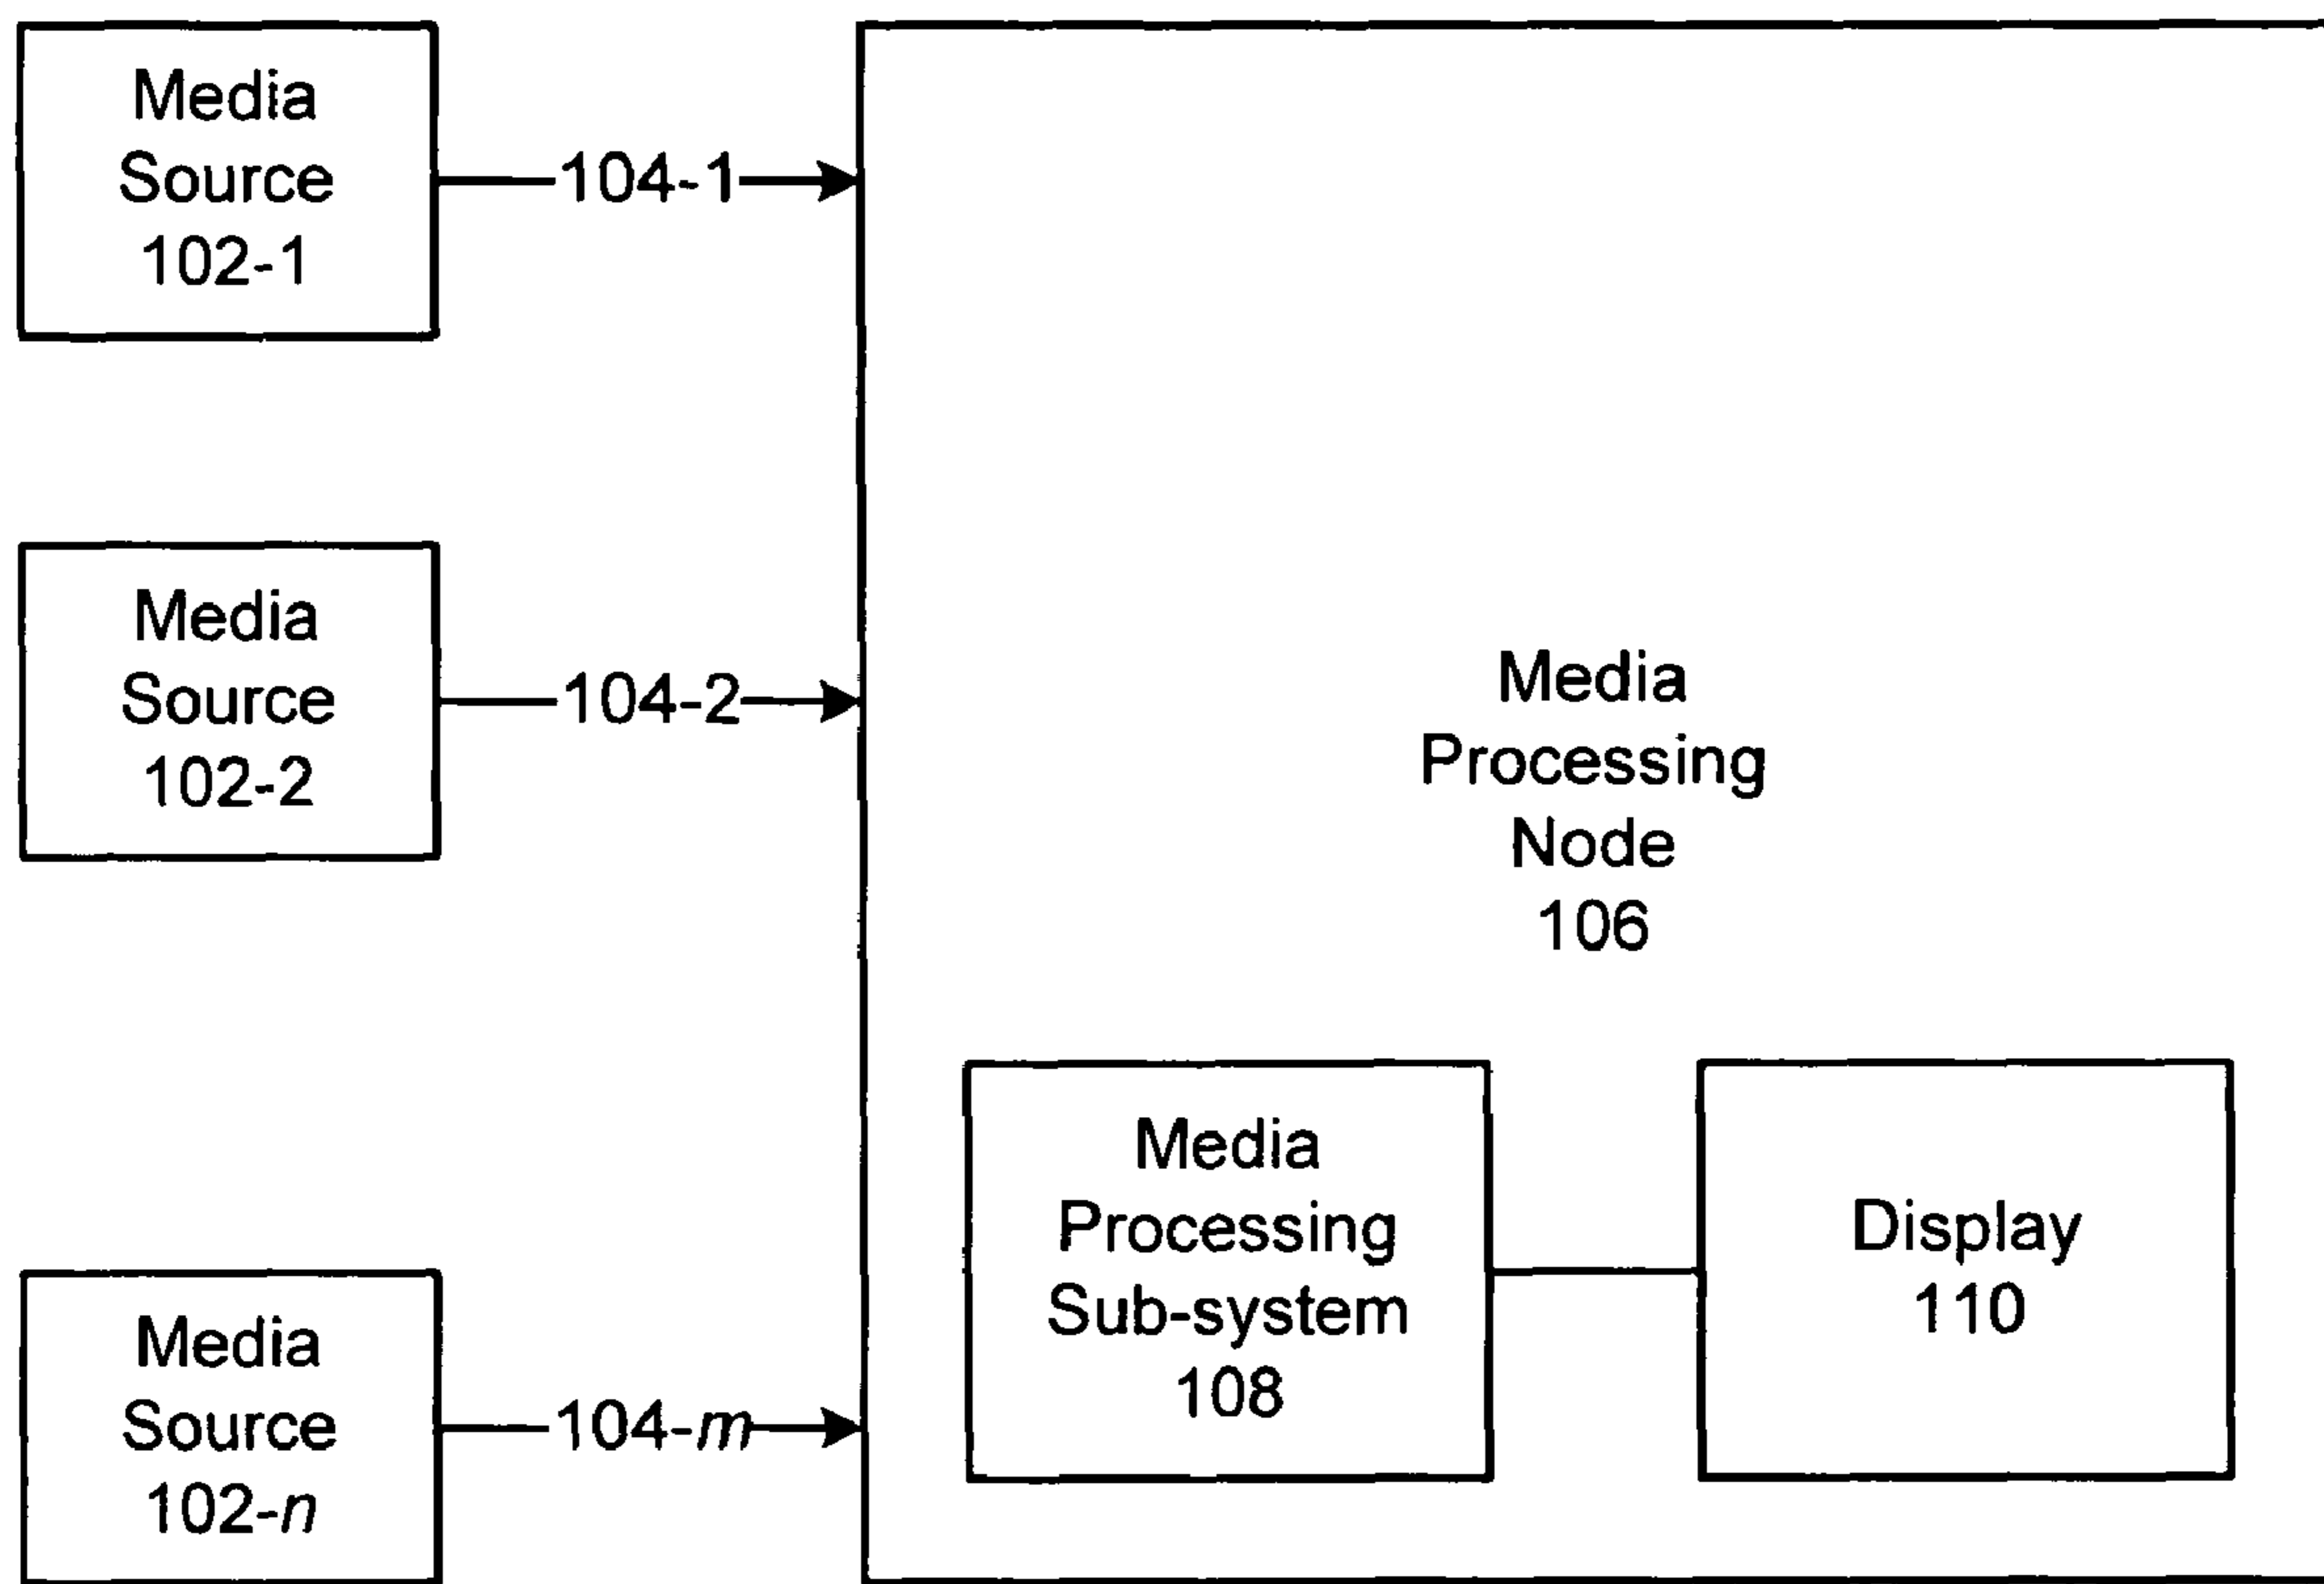 Media
Source
102-1
104-1
Media
Source
102-2
104-2
Media
Source
102-n
104-m
Media
Processing
Node
106
Media
Processing
Sub-system
108
Display
110